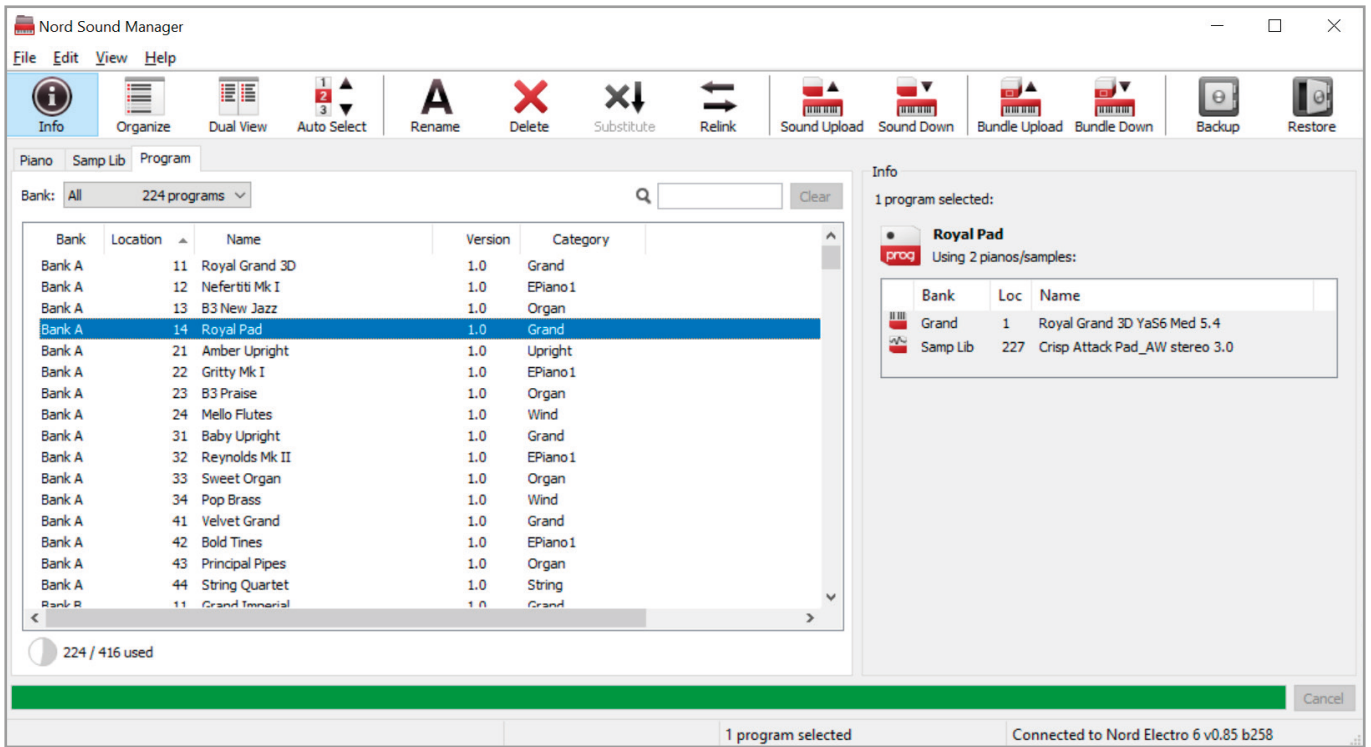 Nord Sound Manager
File Edit View Help
Info Organize Dual View Auto Select Rename Delete Substitute Relink Sound Upload Sound Down Bundle Upload Bundle Down Backup Restore
Piano Samp Lib Program
Bank: All 224 programs Clear
Bank Location Name Version Category
Bank A 11 Royal Grand 3D 1.0 Grand
Bank A 12 Nefertiti Mk I 1.0 EPiano1
Bank A 13 B3 New Jazz 1.0 Organ
Bank A 14 Royal Pad 1.0 Grand
Bank A 21 Amber Upright 1.0 Upright
Bank A 22 Gritty Mk I 1.0 EPiano1
Bank A 23 B3 Praise 1.0 Organ
Bank A 24 Mello Flutes 1.0 Wind
Bank A 31 Baby Upright 1.0 Grand
Bank A 32 Reynolds Mk II 1.0 EPiano1
Bank A 33 Sweet Organ 1.0 Organ
Bank A 34 Pop Brass 1.0 Wind
Bank A 41 Velvet Grand 1.0 Grand
Bank A 42 Bold Tines 1.0 EPiano1
Bank A 43 Principal Pipes 1.0 Organ
Bank A 44 String Quartet 1.0 String
Bank B 11 Grand Imperial 1.0 Grand
224 / 416 used
Info
1 program selected:
prog Royal Pad
Using 2 pianos/samples:
Bank Loc Name
Grand 1 Royal Grand 3D YaS6 Med 5.4
Samp Lib 227 Crisp Attack Pad_AW stereo 3.0
Cancel
1 program selected Connected to Nord Electro 6 v0.85 b258